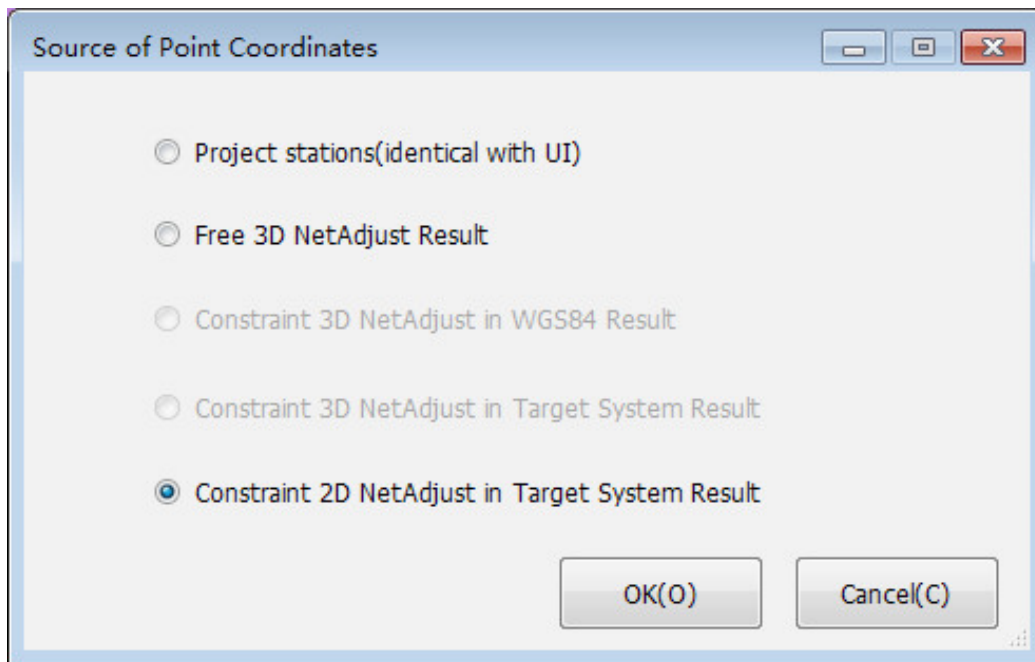 Source of Point Coordinates
Project stations(identical with UI)
Free 3D NetAdjust Result
Constraint 3D NetAdjust in WGS84 Result
Constraint 3D NetAdjust in Target System Result
Constraint 2D NetAdjust in Target System Result
OK(O) Cancel(C)